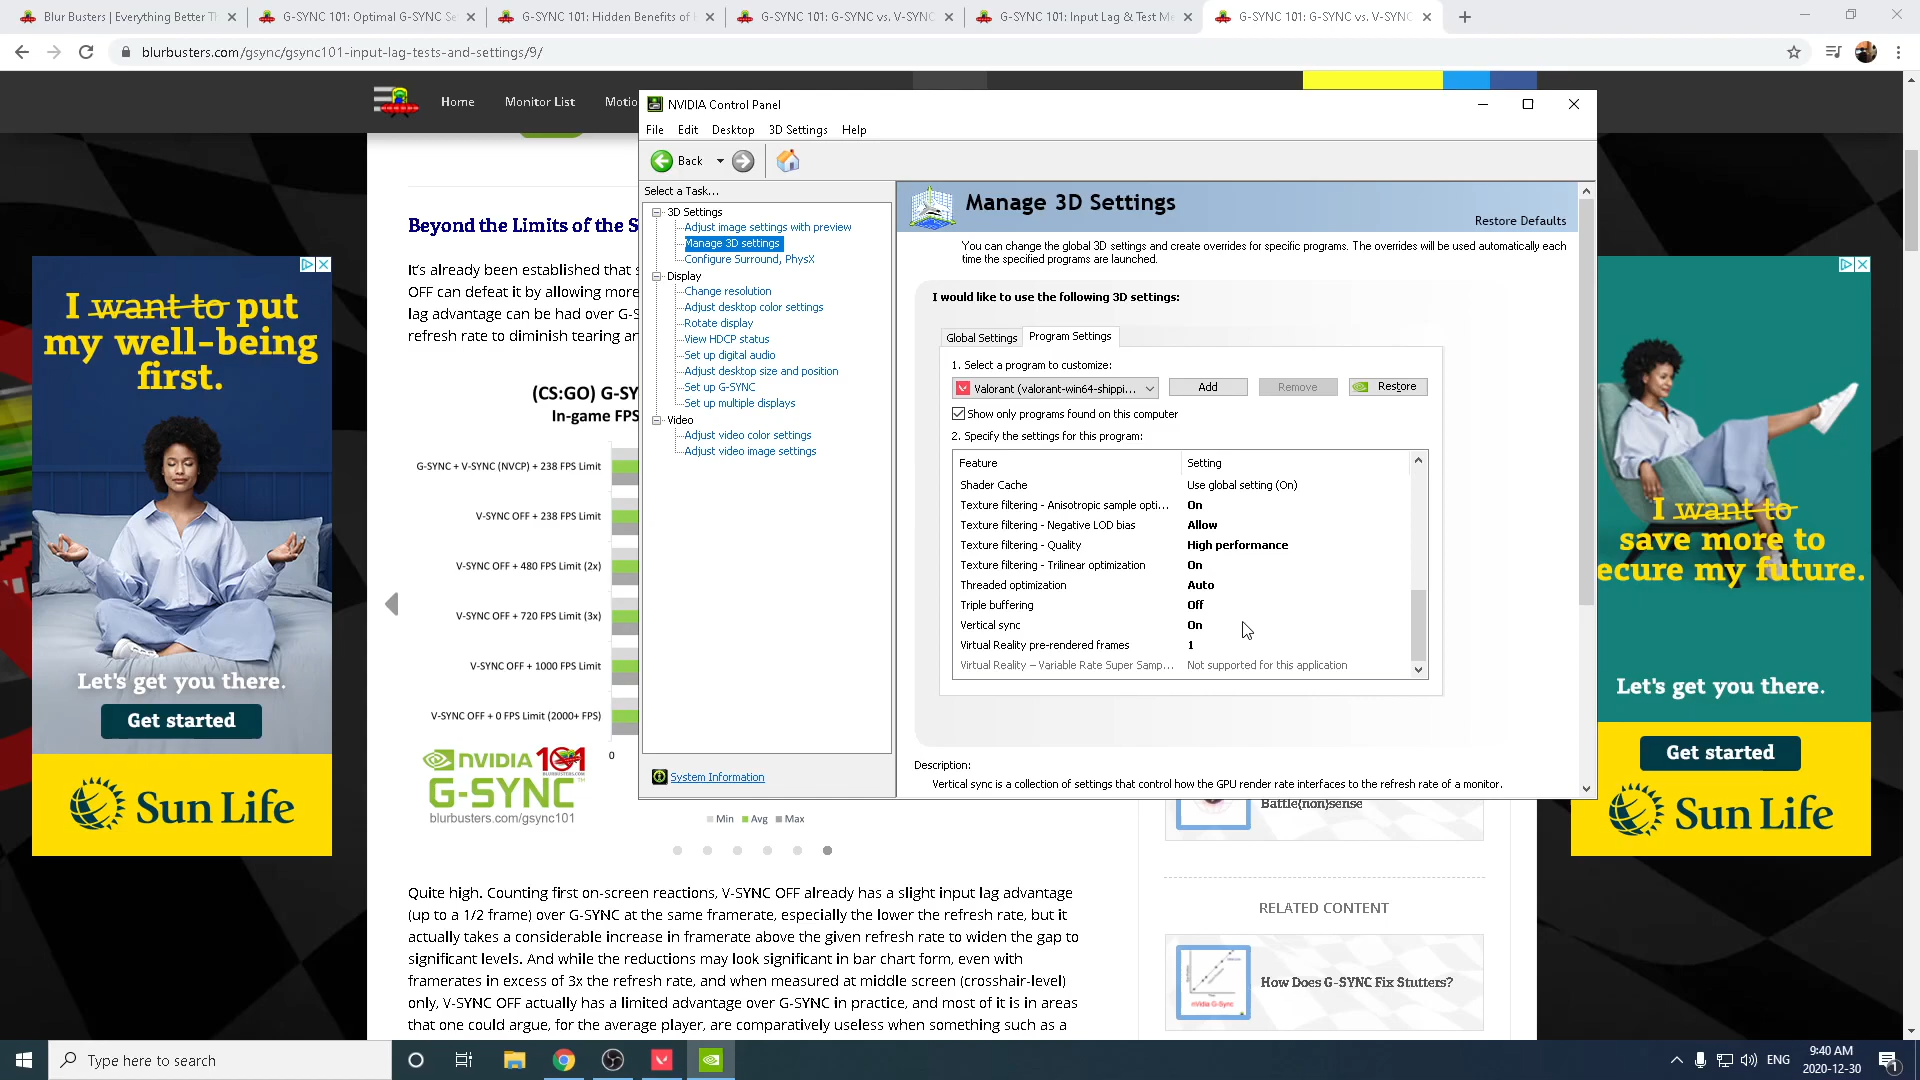 Blur Busters | Everything Better Th
G-SYNC 101: Optimal G-SYNC Se
G-SYNC 101: Hidden Benefits of
G-SYNC 101: G-SYNC vs. V-SYNC
G-SYNC 101: Input Lag & Test Me
G-SYNC 101: G-SYNC vs. V-SYNC
blurbusters.com/gsync/gsync101-input-lag-tests-and-settings/9/
Home
Monitor List
Motio
NVIDIA Control Panel
File
Edit
Desktop
3D Settings
Help
Back
Select a Task...
3D Settings
Adjust image settings with preview
Manage 3D settings
Configure Surround, PhysX
Display
Change resolution
Adjust desktop color settings
Rotate display
View HDCP status
Set up digital audio
Adjust desktop size and position
Set up G-SYNC
Set up multiple displays
Video
Adjust video color settings
Adjust video image settings
System Information
Manage 3D Settings
Restore Defaults
You can change the global 3D settings and create overrides for specific programs. The overrides will be used automatically each
time the specified programs are launched.
I would like to use the following 3D settings:
Global Settings
Program Settings
1. Select a program to customize:
Valorant (valorant-win64-shippi...
Add
Remove
Restore
Show only programs found on this computer
2. Specify the settings for this program:
Feature Setting
Shader Cache Use global setting (On)
Texture filtering - Anisotropic sample opti... On
Texture filtering - Negative LOD bias Allow
Texture filtering - Quality High performance
Texture filtering - Trilinear optimization On
Threaded optimization Auto
Triple buffering Off
Vertical sync On
Virtual Reality pre-rendered frames 1
Virtual Reality – Variable Rate Super Samp... Not supported for this application
Description:
Vertical sync is a collection of settings that control how the GPU render rate interfaces to the refresh rate of a monitor.
Beyond the Limits of the S
It's already been established that s
OFF can defeat it by allowing more
lag advantage can be had over G-S
refresh rate to diminish tearing an
(CS:GO) G-SY
In-game FPS
G-SYNC + V-SYNC (NVCP) + 238 FPS Limit
V-SYNC OFF + 238 FPS Limit
V-SYNC OFF + 480 FPS Limit (2x)
V-SYNC OFF + 720 FPS Limit (3x)
V-SYNC OFF + 1000 FPS Limit
V-SYNC OFF + 0 FPS Limit (2000+ FPS)
0
NVIDIA 101
G-SYNC
blurbusters.com/gsync101
Min Avg Max
Quite high. Counting first on-screen reactions, V-SYNC OFF already has a slight input lag advantage
(up to a 1/2 frame) over G-SYNC at the same framerate, especially the lower the refresh rate, but it
actually takes a considerable increase in framerate above the given refresh rate to widen the gap to
significant levels. And while the reductions may look significant in bar chart form, even with
framerates in excess of 3x the refresh rate, and when measured at middle screen (crosshair-level)
only, V-SYNC OFF actually has a limited advantage over G-SYNC in practice, and most of it is in areas
that one could argue, for the average player, are comparatively useless when something such as a
Battle(non)sense
RELATED CONTENT
nVidia G-Sync
How Does G-SYNC Fix Stutters?
I want to put
my well-being
first.
Let's get you there.
Get started
Sun Life
I want to
save more to
ecure my future.
Let's get you there.
Get started
Sun Life
Type here to search
ENG
9:40 AM
2020-12-30
1